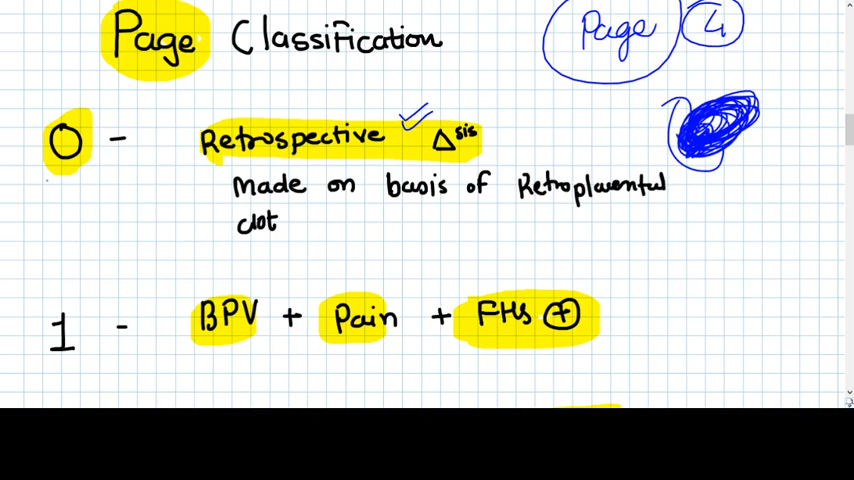 Page Classification
Page 4
0 - Retrospective ✓ Δsis
Made on basis of Retroplacental
clot
1 - BPV + Pain + FHS ⊕